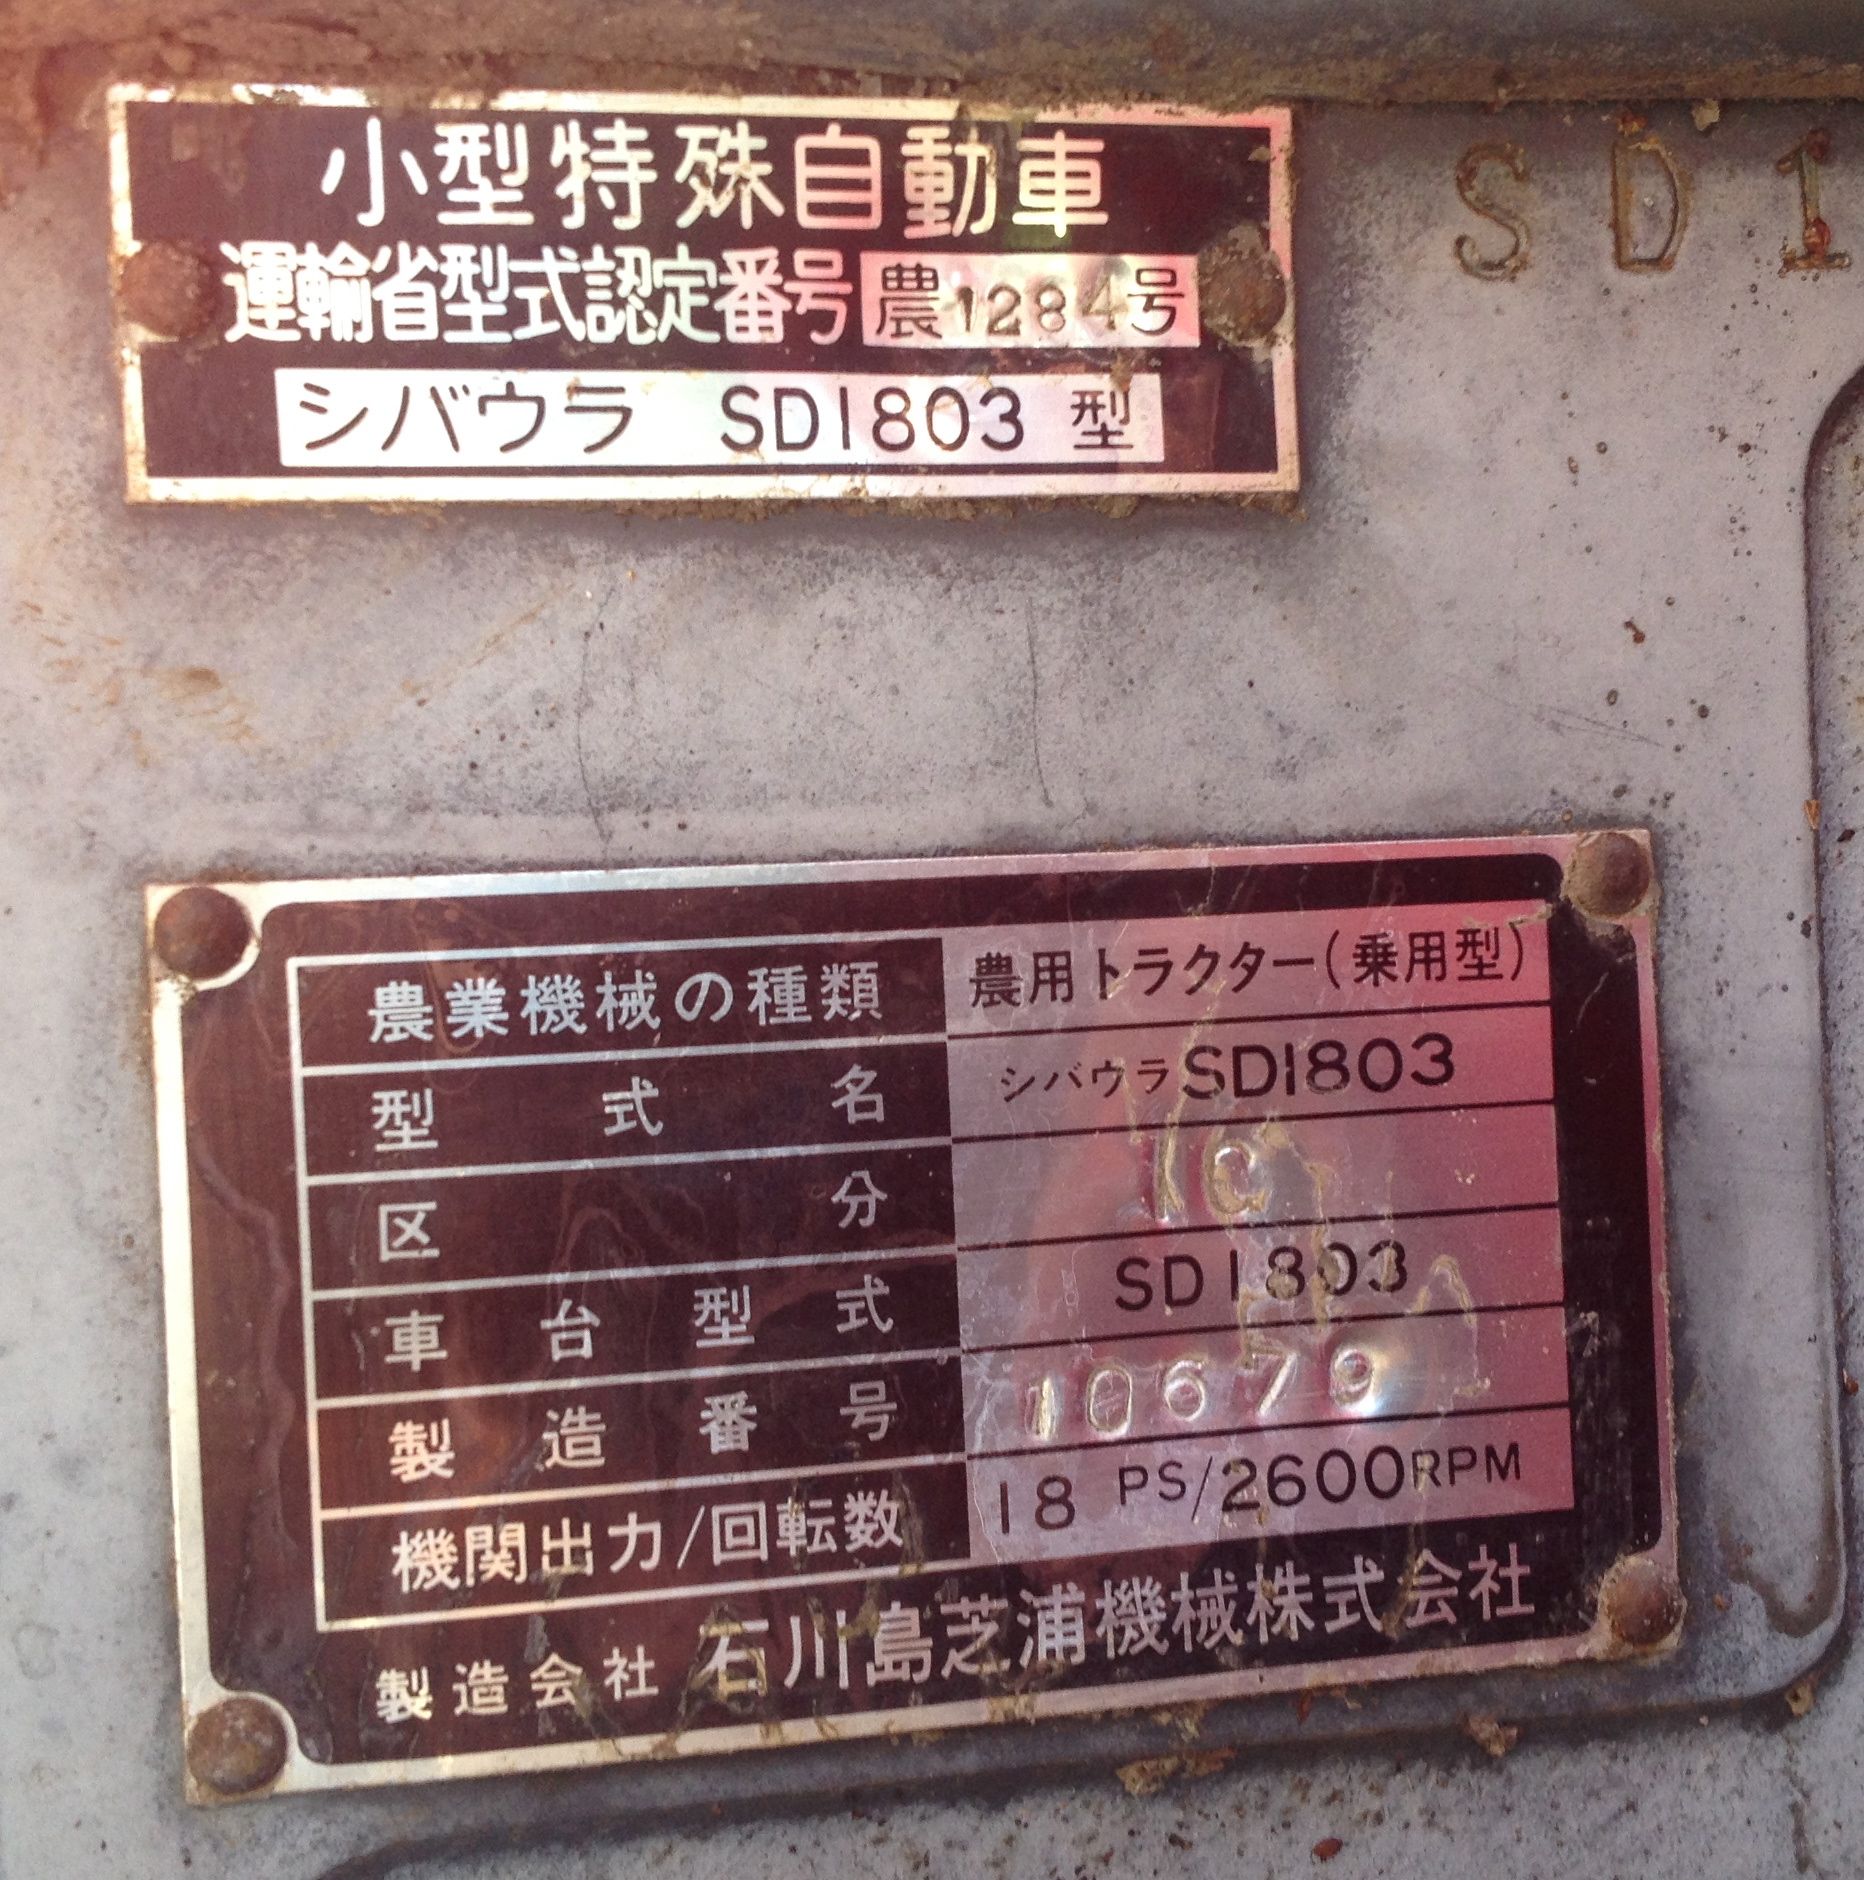 小型特殊自動車
運輸省型式認定番号 農1284号
シバウラ SD1803 型
SD1
農業機械の種類 農用トラクター(乗用型)
型式名 シバウラSD1803
区分 1C
車台型式 SD1803
製造番号 10679
機関出力/回転数 18 PS/2600RPM
製造会社 石川島芝浦機械株式会社